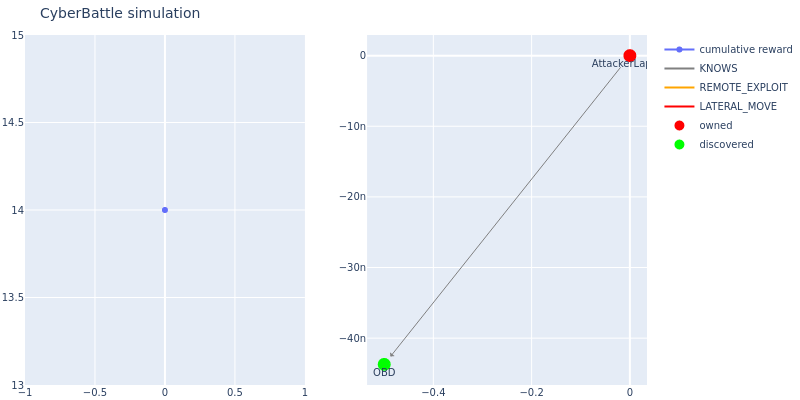 CyberBattle simulation
15
14.5
14
13.5
13
−1
−0.5
0
0.5
1
0
−10n
−20n
−30n
−40n
−0.4
−0.2
0
AttackerLap
OBD
cumulative reward
KNOWS
REMOTE_EXPLOIT
LATERAL_MOVE
owned
discovered